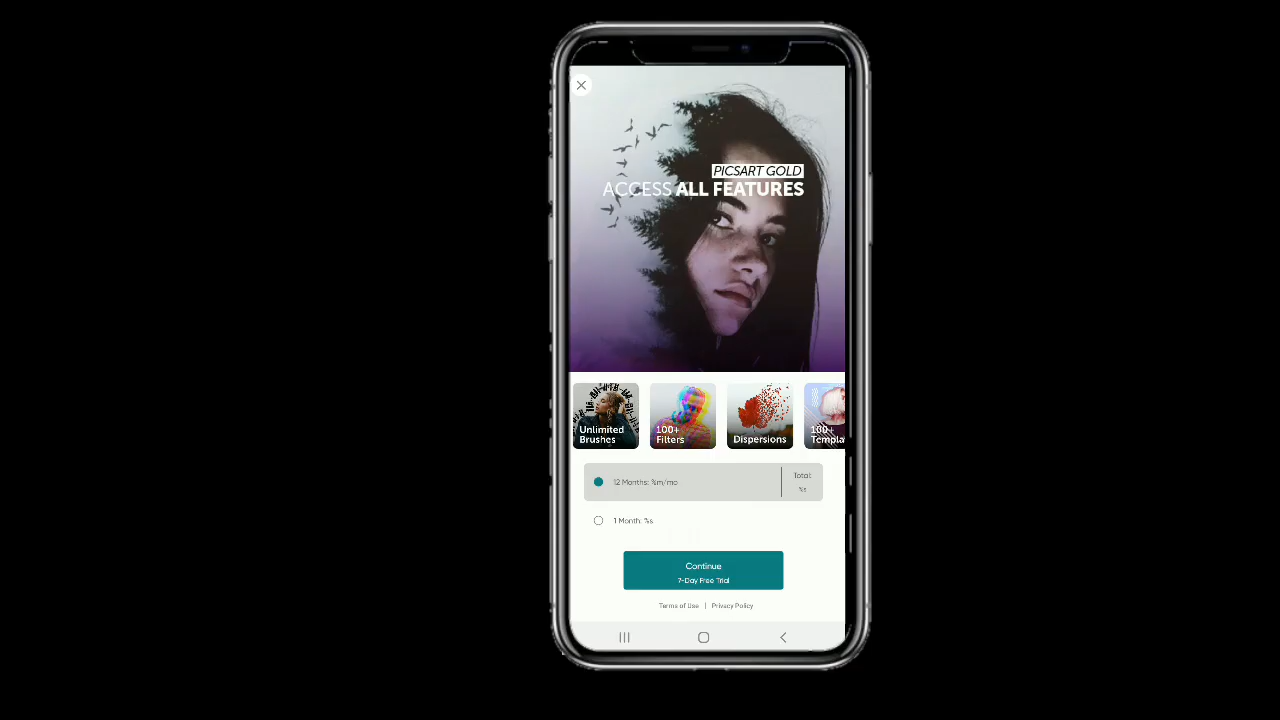 PICSART GOLD
ACCESS ALL FEATURES
Unlimited
Brushes
100+
Filters
Dispersions
100+
Templa
12 Months: %m/mo
Total:
%s
1 Month: %s
Continue
7-Day Free Trial
Terms of Use | Privacy Policy